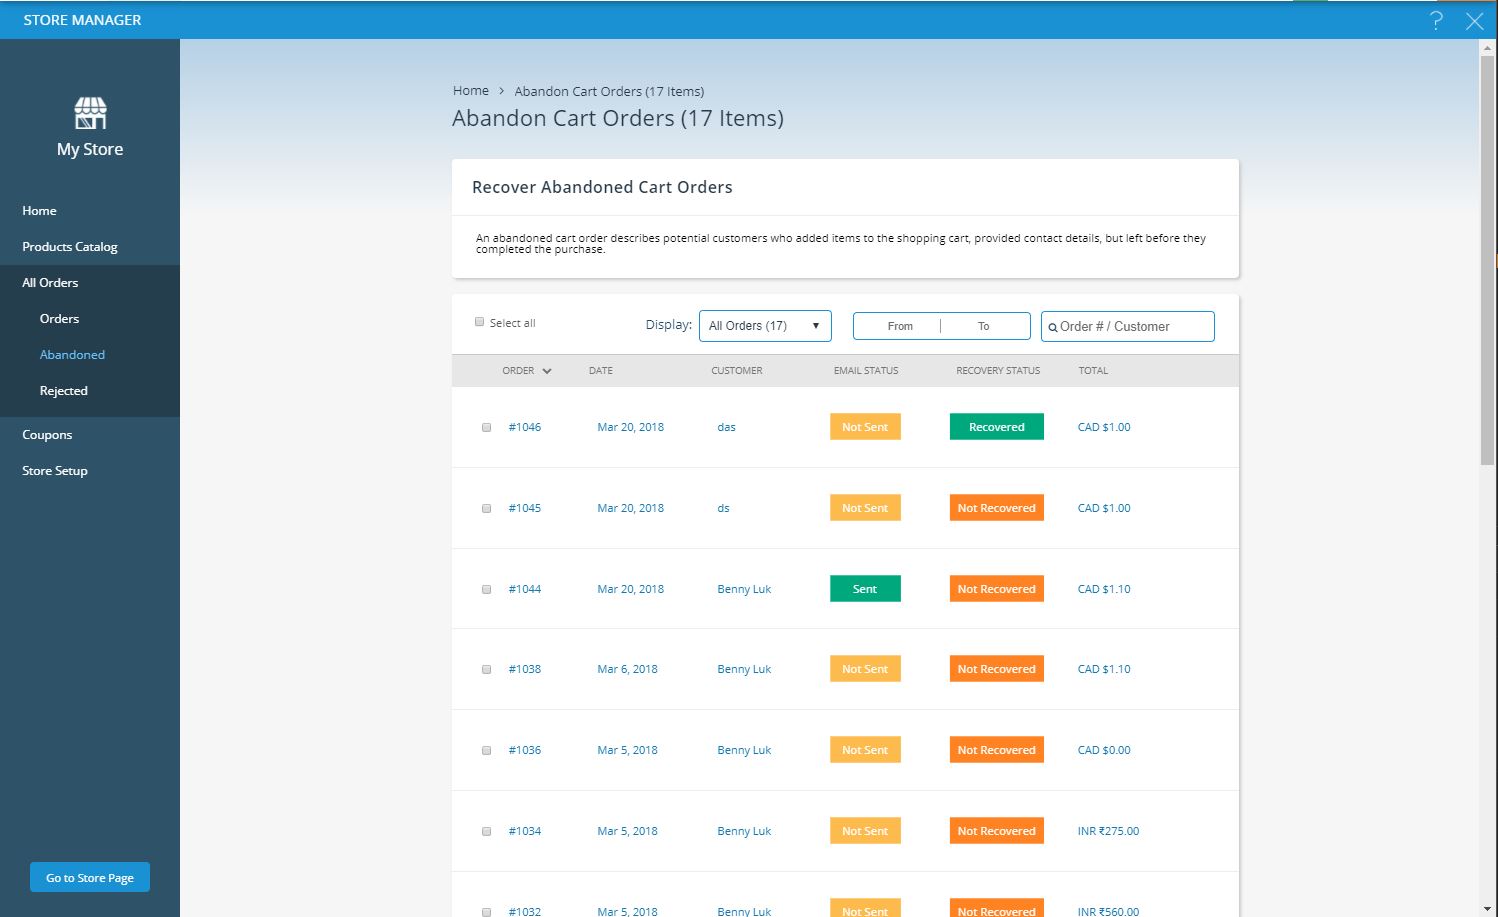 STORE MANAGER
?
My Store
Home
Products Catalog
All Orders
Orders
Abandoned
Rejected
Coupons
Store Setup
Go to Store Page
Home > Abandon Cart Orders (17 Items)
Abandon Cart Orders (17 Items)
Recover Abandoned Cart Orders
An abandoned cart order describes potential customers who added items to the shopping cart, provided contact details, but left before they
completed the purchase.
Select all Display: All Orders (17) From To Order # / Customer
ORDER DATE CUSTOMER EMAIL STATUS RECOVERY STATUS TOTAL
#1046 Mar 20, 2018 das Not Sent Recovered CAD $1.00
#1045 Mar 20, 2018 ds Not Sent Not Recovered CAD $1.00
#1044 Mar 20, 2018 Benny Luk Sent Not Recovered CAD $1.10
#1038 Mar 6, 2018 Benny Luk Not Sent Not Recovered CAD $1.10
#1036 Mar 5, 2018 Benny Luk Not Sent Not Recovered CAD $0.00
#1034 Mar 5, 2018 Benny Luk Not Sent Not Recovered INR ₹275.00
#1032 Mar 5, 2018 Benny Luk Not Sent Not Recovered INR ₹560.00